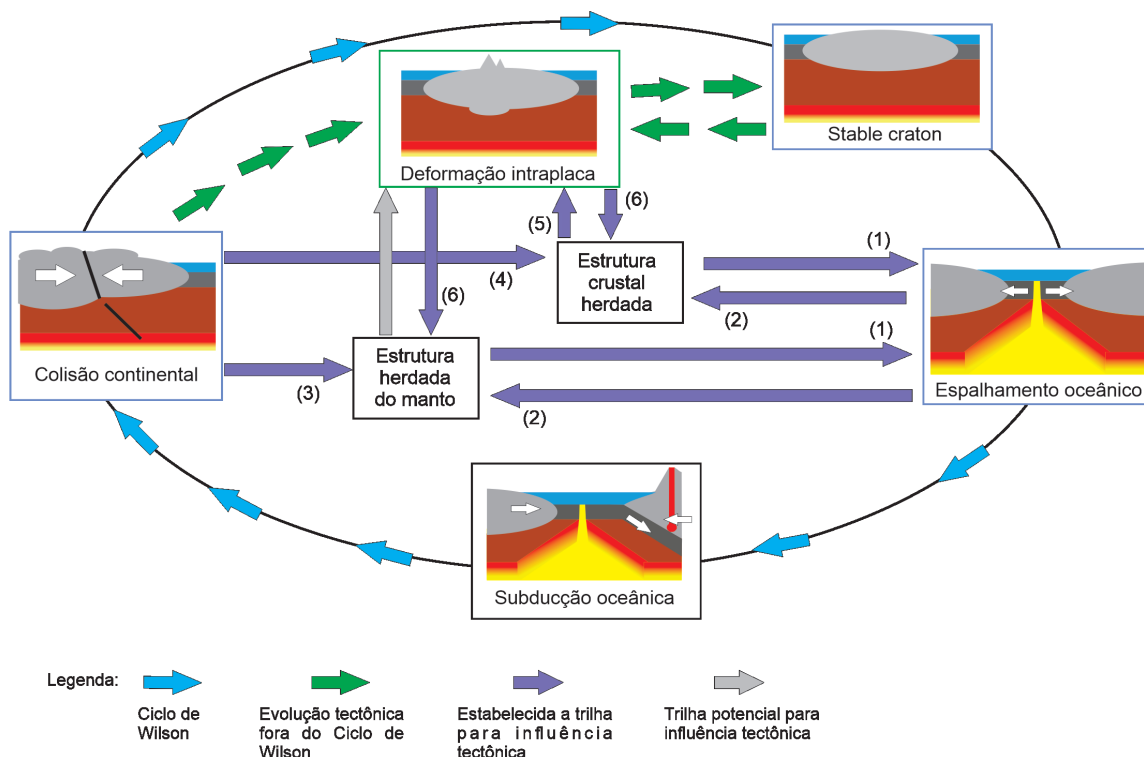 Stable craton
Deformação intraplaca
(5)
(6)
(1)
(4)
Estrutura
crustal
herdada
(2)
(6)
(1)
Colisão continental
(3)
Estrutura
herdada
do manto
(2)
Espalhamento oceânico
Subducção oceânica
Legenda:
Ciclo de
Wilson
Evolução tectônica
fora do Ciclo de
Wilson
Estabelecida a trilha
para influência
tectônica
Trilha potencial para
influência tectônica